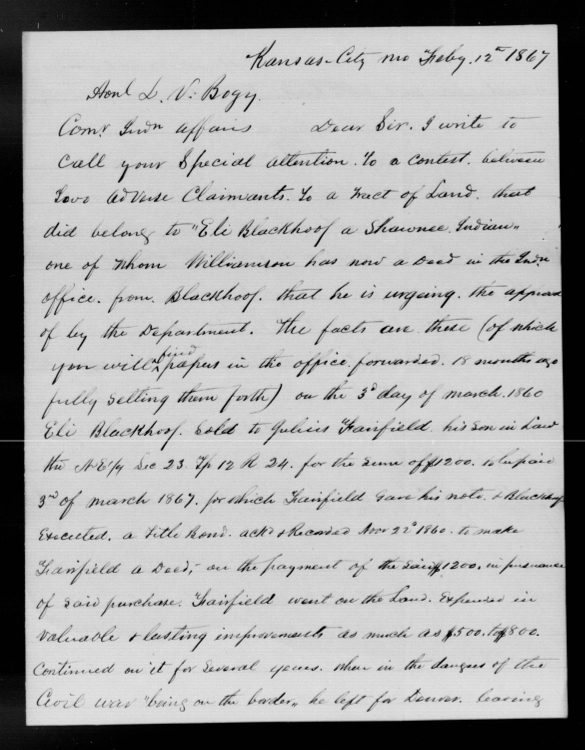 Kansas-City mo Feby. 12th 1867
Honl L. V. Bogy.
Comr Indn affairs Dear Sir. I write to
call your Special attention. To a contest. between
Two adverse Claimants. To a Tract of Land. that
did belong to "Eli Blackhoof a Shawnee Indian"
one of whom Williamson has now a Deed in the Indn
office. from Blackhoof. that he is urging. the approval
of by the Department. The facts are these (of which
you will find papers in the office forwarded. 18 months ago
fully setting them forth) on the 3d day of march. 1860
Eli Blackhoof. Sold to Julius Fairfield, his Son in Law
the N.E.1/4 Sec 23. Tp 12 R 24. for the sume of $1200. to be paid
3rd of march 1867. for which Fairfield gave his note. & Blackhoof
Executed. a title Bond. ackd & Recorded Novr 22d 1860. to make
Fairfield a Deed, on the payment of the said $1200. in pursuance
of said purchase. Fairfield went on the Land. Expended in
valuable & lasting improvements as much as $500. to $800.
Continued on it for several years. when in the dangers of the
Civil war "being on the border" he left for Denver. leaving